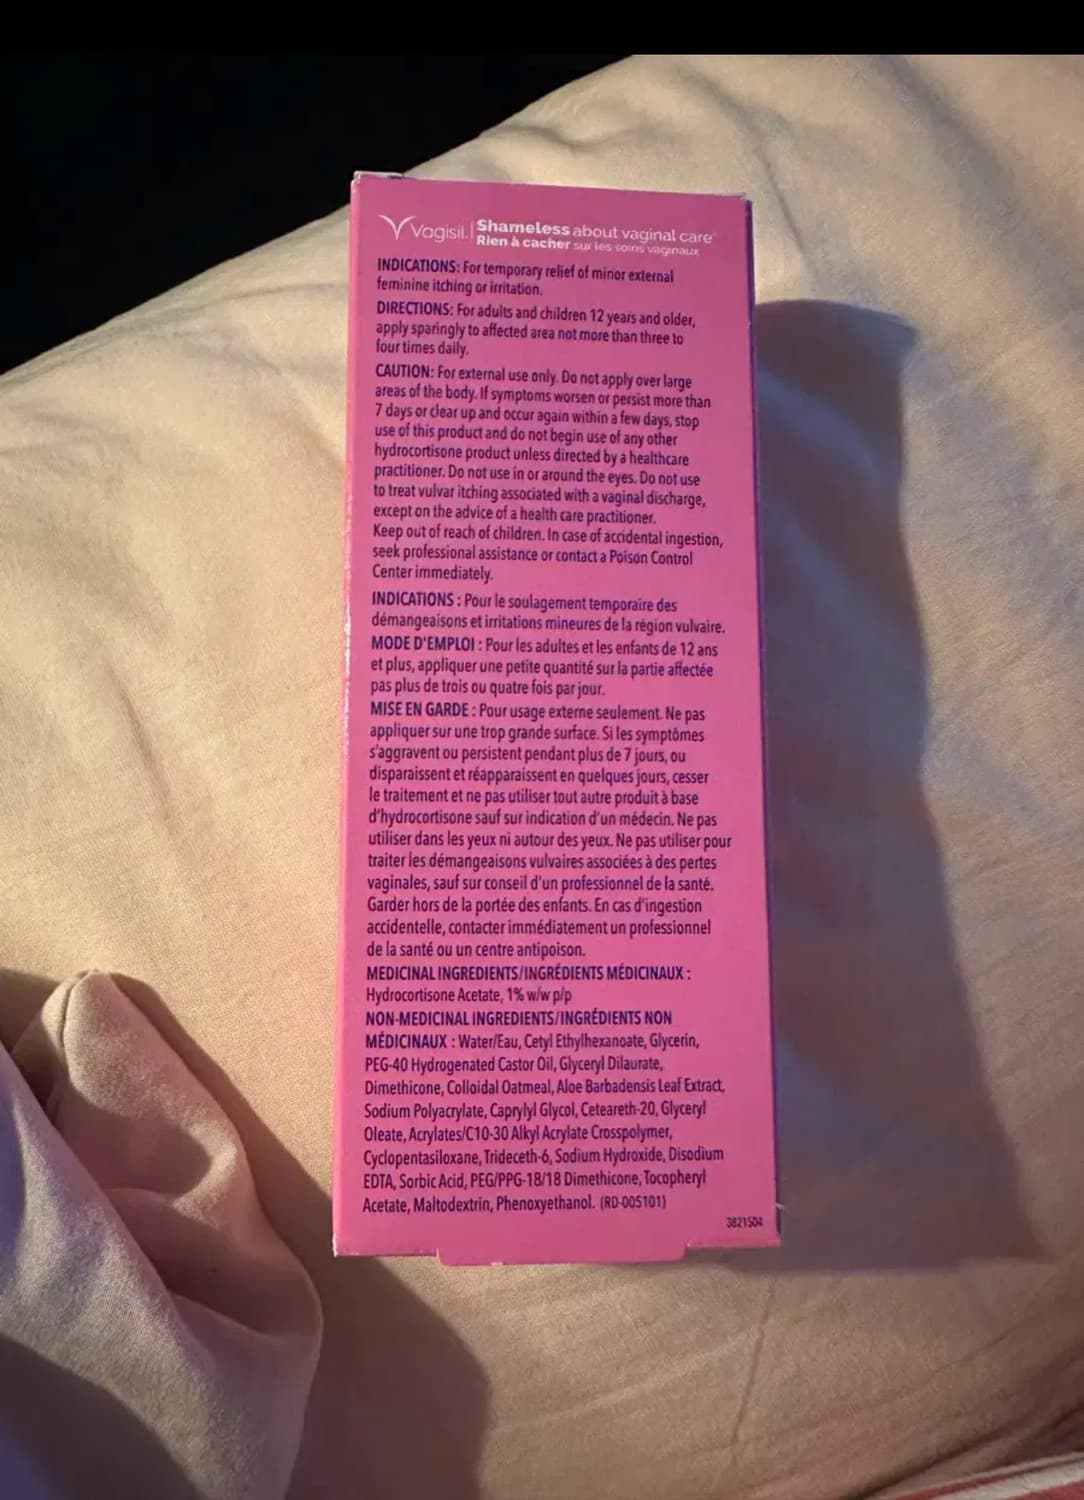 Vagisil. | Shameless about vaginal care
Rien à cacher sur les soins vaginaux
INDICATIONS: For temporary relief of minor external
feminine itching or irritation.
DIRECTIONS: For adults and children 12 years and older,
apply sparingly to affected area not more than three to
four times daily.
CAUTION: For external use only. Do not apply over large
areas of the body. If symptoms worsen or persist more than
7 days or clear up and occur again within a few days, stop
use of this product and do not begin use of any other
hydrocortisone product unless directed by a healthcare
practitioner. Do not use in or around the eyes. Do not use
to treat vulvar itching associated with a vaginal discharge,
except on the advice of a health care practitioner.
Keep out of reach of children. In case of accidental ingestion,
seek professional assistance or contact a Poison Control
Center immediately.
INDICATIONS : Pour le soulagement temporaire des
démangeaisons et irritations mineures de la région vulvaire.
MODE D'EMPLOI : Pour les adultes et les enfants de 12 ans
et plus, appliquer une petite quantité sur la partie affectée
pas plus de trois ou quatre fois par jour.
MISE EN GARDE : Pour usage externe seulement. Ne pas
appliquer sur une trop grande surface. Si les symptômes
s'aggravent ou persistent pendant plus de 7 jours, ou
disparaissent et réapparaissent en quelques jours, cesser
le traitement et ne pas utiliser tout autre produit à base
d'hydrocortisone sauf sur indication d'un médecin. Ne pas
utiliser dans les yeux ni autour des yeux. Ne pas utiliser pour
traiter les démangeaisons vulvaires associées à des pertes
vaginales, sauf sur conseil d'un professionnel de la santé.
Garder hors de la portée des enfants. En cas d'ingestion
accidentelle, contacter immédiatement un professionnel
de la santé ou un centre antipoison.
MEDICINAL INGREDIENTS/INGRÉDIENTS MÉDICINAUX :
Hydrocortisone Acetate, 1% w/w p/p
NON-MEDICINAL INGREDIENTS/INGRÉDIENTS NON
MÉDICINAUX : Water/Eau, Cetyl Ethylhexanoate, Glycerin,
PEG-40 Hydrogenated Castor Oil, Glyceryl Dilaurate,
Dimethicone, Colloidal Oatmeal, Aloe Barbadensis Leaf Extract,
Sodium Polyacrylate, Caprylyl Glycol, Ceteareth-20, Glyceryl
Oleate, Acrylates/C10-30 Alkyl Acrylate Crosspolymer,
Cyclopentasiloxane, Trideceth-6, Sodium Hydroxide, Disodium
EDTA, Sorbic Acid, PEG/PPG-18/18 Dimethicone, Tocopheryl
Acetate, Maltodextrin, Phenoxyethanol. (RD-005101)
3821504